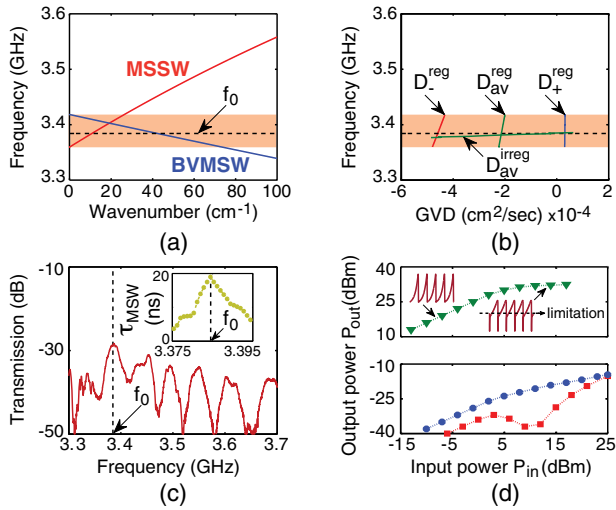 3.6
3.5
3.4
3.3
Frequency (GHz)
MSSW
f0
BVMSW
0 20 40 60 80 100
Wavenumber (cm-1)
(a)
3.6
3.5
3.4
3.3
Frequency (GHz)
D-reg Davreg D+reg
Davirreg
-6 -4 -2 0 2
GVD (cm2/sec) x10-4
(b)
-10
-30
-50
Transmission (dB)
20
10
0
τMSW (ns)
f0
3.375 3.395
f0
3.3 3.4 3.5 3.6 3.7
Frequency (GHz)
(c)
40
25
10
limitation
Output power Pout (dBm)
-10
-25
-40
-15 -5 5 15 25
Input power Pin (dBm)
(d)